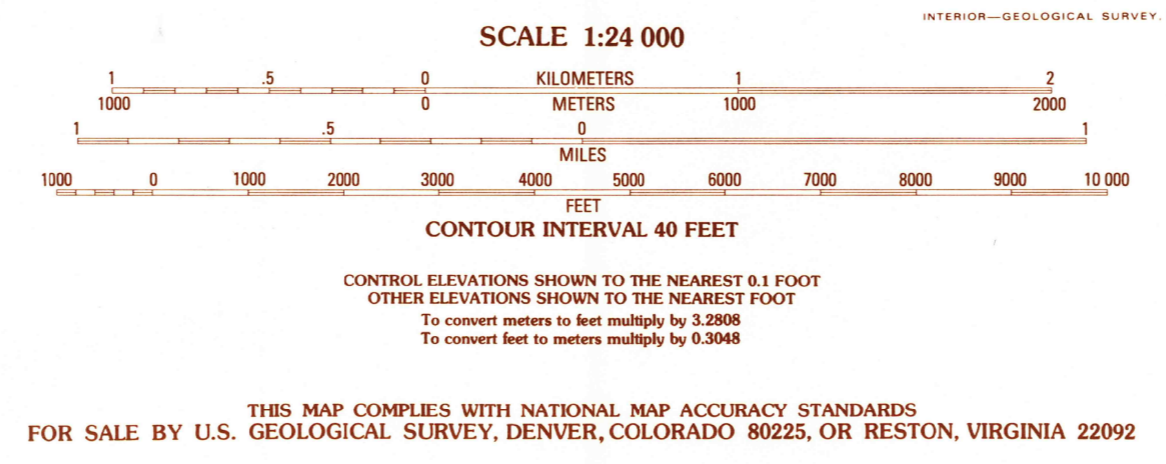 INTERIOR—GEOLOGICAL SURVEY,
SCALE 1:24 000
1 .5 0 KILOMETERS 1 2
1000 0 METERS 1000 2000
1 .5 0 1
MILES
1000 0 1000 2000 3000 4000 5000 6000 7000 8000 9000 10 000
FEET
CONTOUR INTERVAL 40 FEET
CONTROL ELEVATIONS SHOWN TO THE NEAREST 0.1 FOOT
OTHER ELEVATIONS SHOWN TO THE NEAREST FOOT
To convert meters to feet multiply by 3.2808
To convert feet to meters multiply by 0.3048
THIS MAP COMPLIES WITH NATIONAL MAP ACCURACY STANDARDS
FOR SALE BY U.S. GEOLOGICAL SURVEY, DENVER, COLORADO 80225, OR RESTON, VIRGINIA 22092